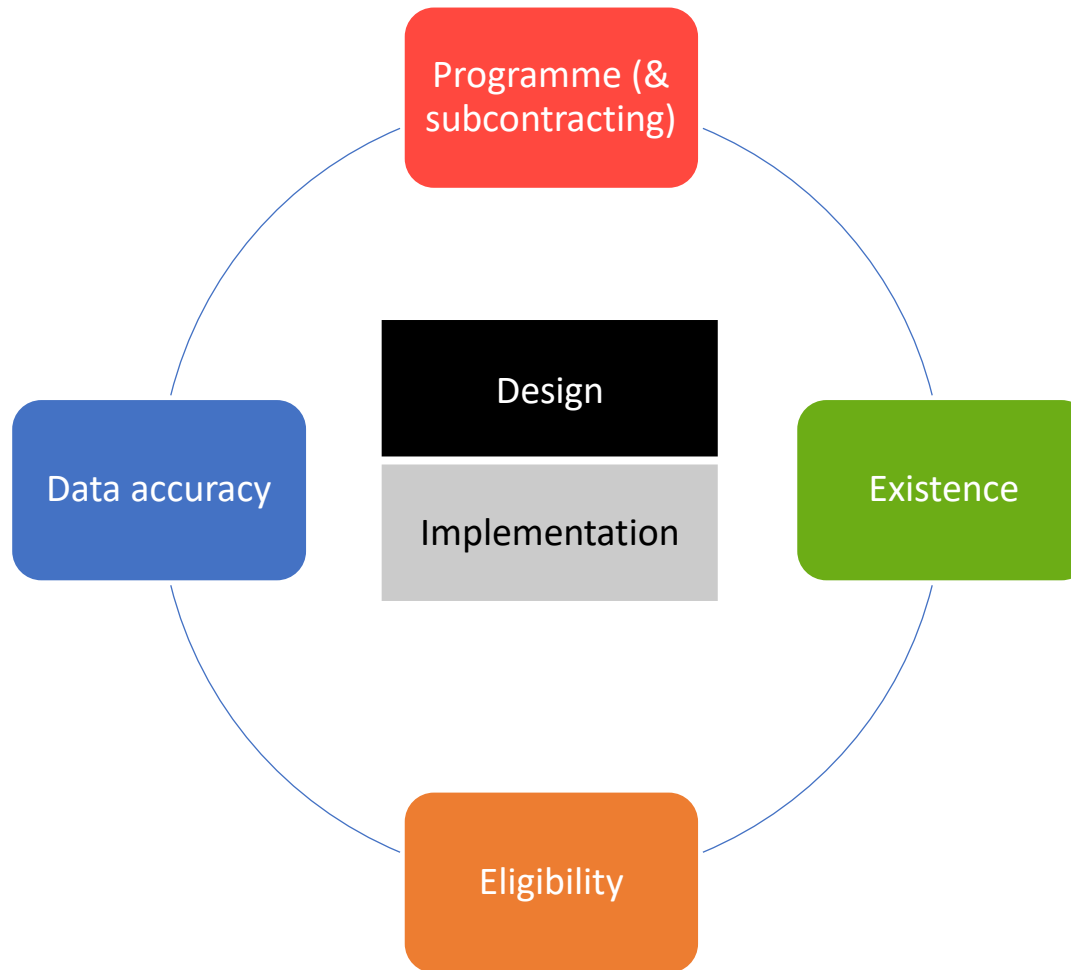 Programme (&
subcontracting)
Design
Data accuracy
Existence
Implementation
Eligibility